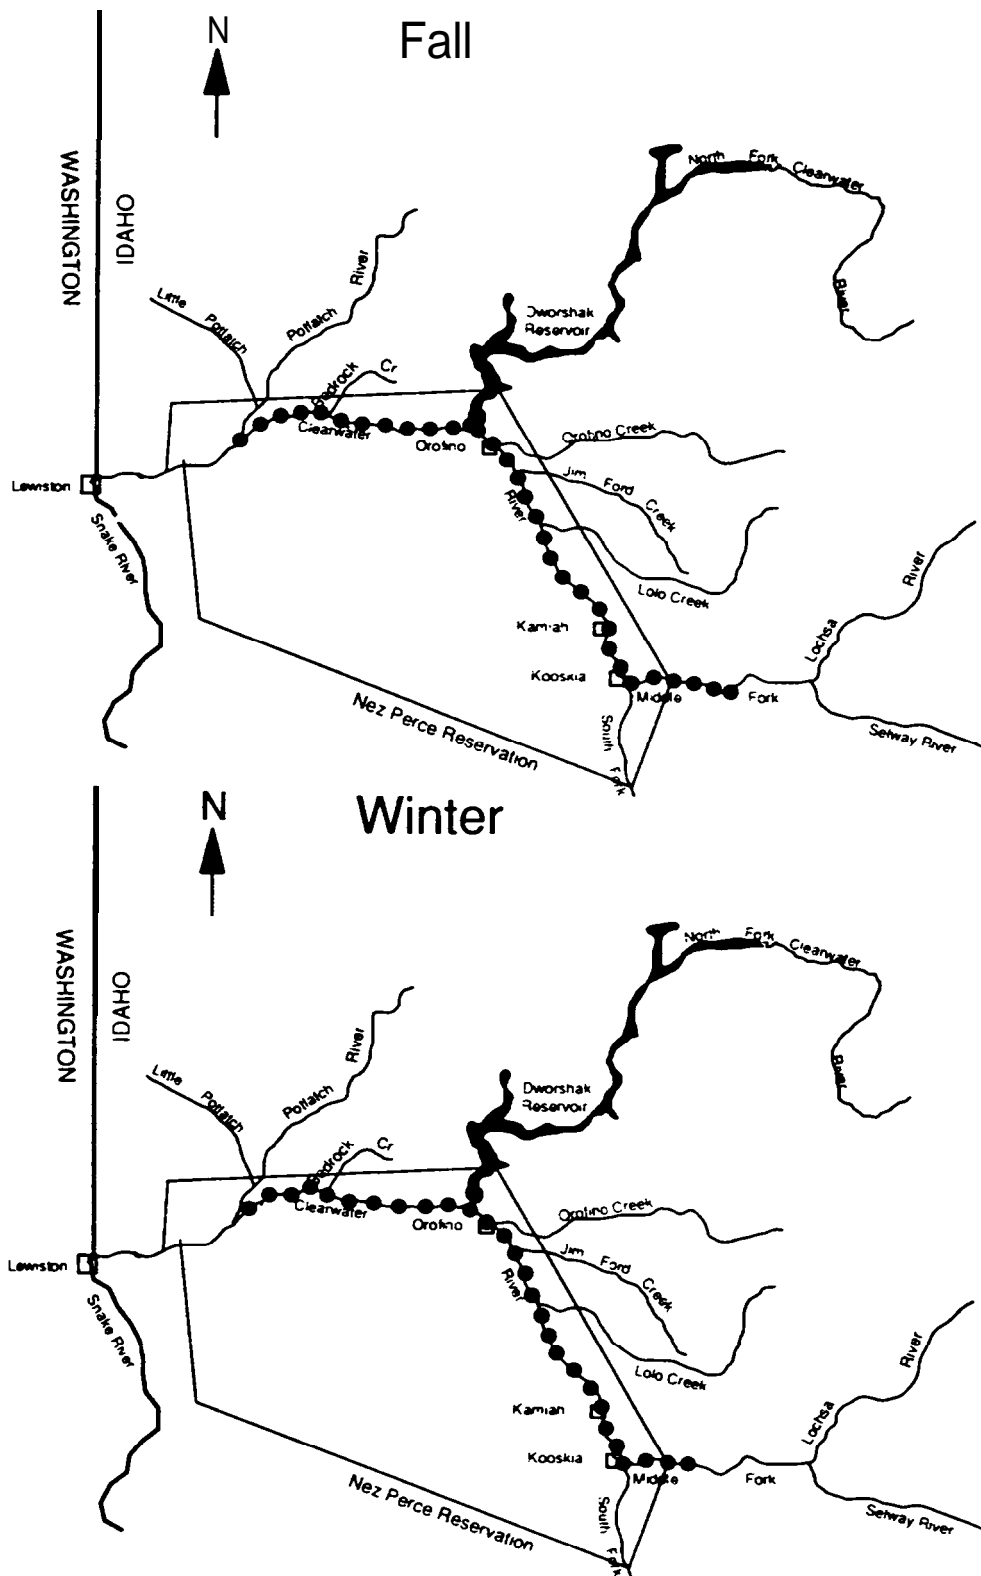 Fall
N
WASHINGTON
IDAHO
North Fork Clearwater
River
Little Potlatch
Potlatch River
Dworshak
Reservoir
Bedrock Cr
Clearwater
Orofino
Orofino Creek
Jim Ford Creek
Lewiston
River
Snake River
Lolo Creek
Kamiah
Lochsa River
Kooskia
Middle Fork
Nez Perce Reservation
South Fork
Selway River
Winter
N
WASHINGTON
IDAHO
North Fork Clearwater
River
Little Potlatch
Potlatch River
Dworshak
Reservoir
Bedrock Cr
Clearwater
Orofino
Orofino Creek
Jim Ford Creek
Lewiston
River
Snake River
Lolo Creek
Kamiah
Lochsa River
Kooskia
Middle Fork
Nez Perce Reservation
South Fork
Selway River